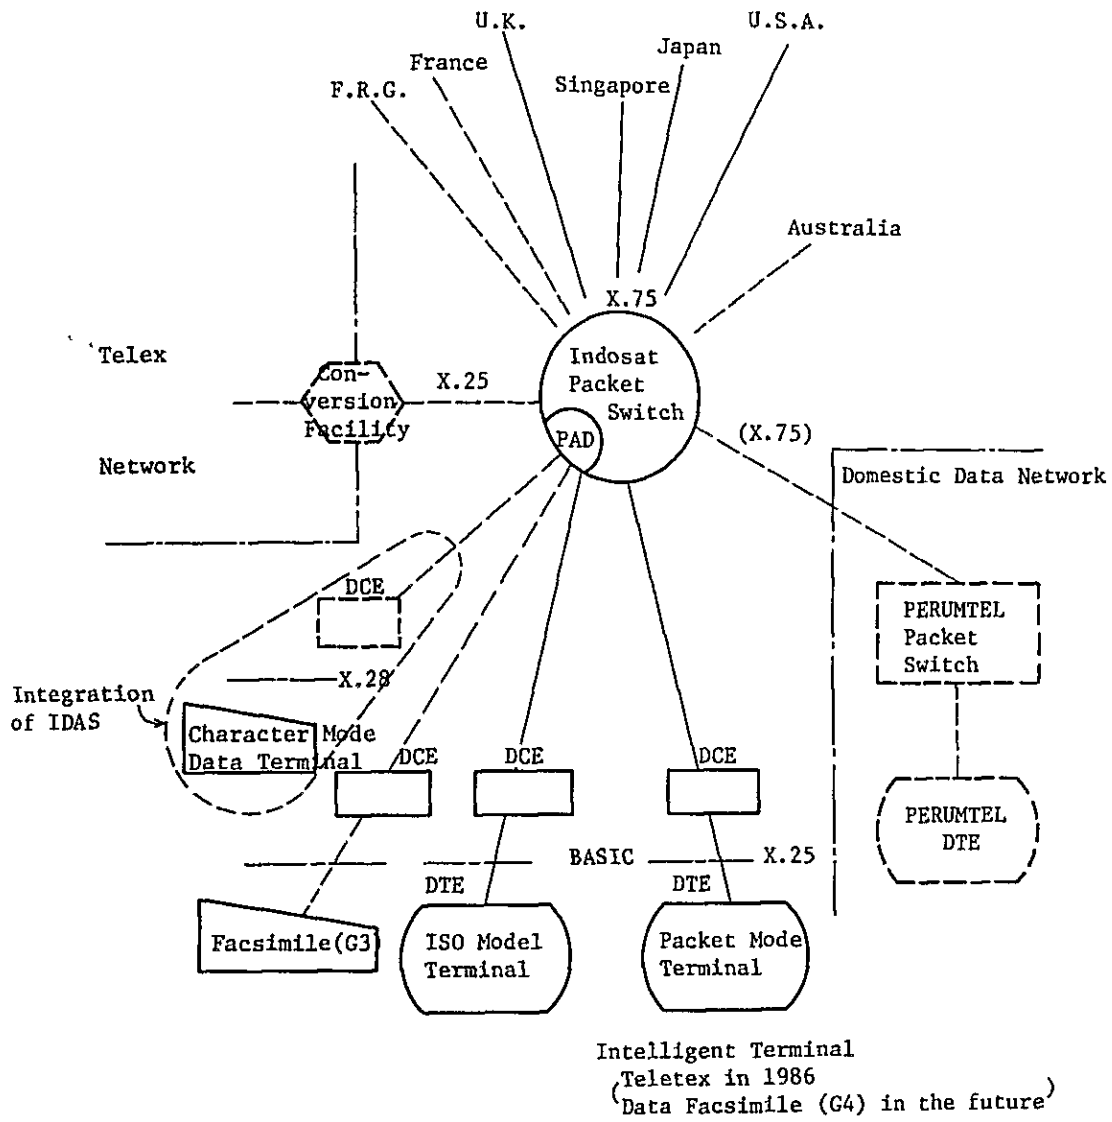 U.K.
U.S.A.
Japan
France
Singapore
F.R.G.
Australia
X.75
Telex
Network
Con-
version
Facility
X.25
Indosat
Packet
Switch
PAD
(X.75)
Domestic Data Network
PERUMTEL
Packet
Switch
PERUMTEL
DTE
DCE
X.28
Integration
of IDAS
Character Mode
Data Terminal
DCE
DCE
DCE
BASIC
X.25
DTE
DTE
Facsimile(G3)
ISO Model
Terminal
Packet Mode
Terminal
Intelligent Terminal
(Teletex in 1986
Data Facsimile (G4) in the future)